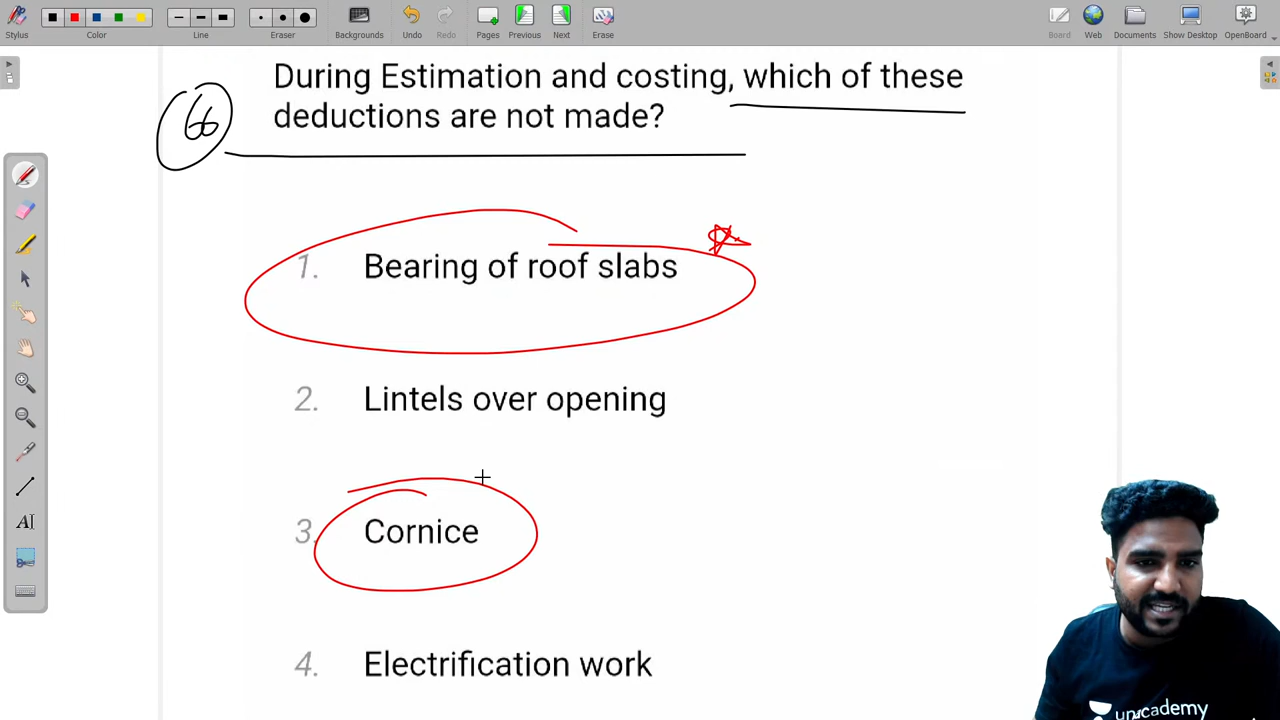 Stylus
Color
Line
Eraser
Backgrounds
Undo
Redo
Pages
Previous
Next
Erase
Board
Web
Documents
Show Desktop
OpenBoard
66
During Estimation and costing, which of these
deductions are not made?
1. Bearing of roof slabs
2. Lintels over opening
3. Cornice
4. Electrification work
AI
unacademy